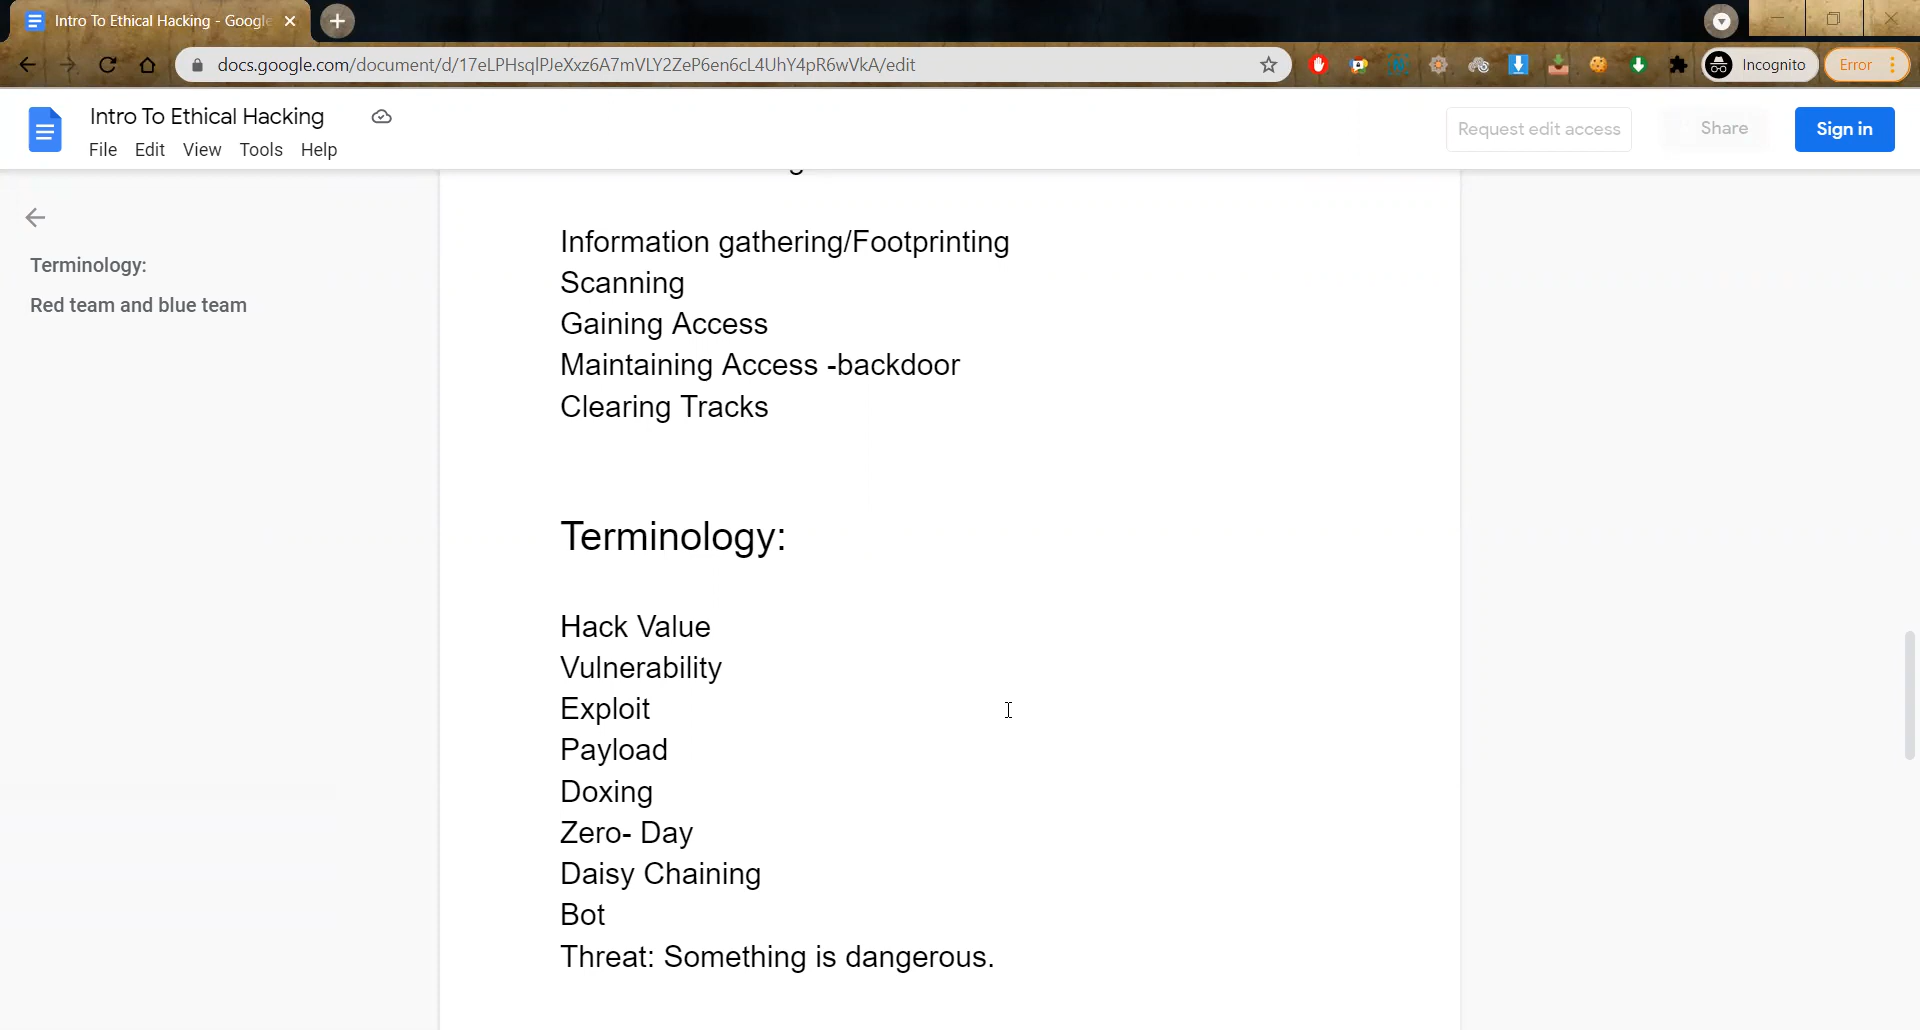 Intro To Ethical Hacking - Google
docs.google.com/document/d/17eLPHsqlPJeXxz6A7mVLY2ZeP6en6cL4UhY4pR6wVkA/edit
Incognito
Error
Intro To Ethical Hacking
File Edit View Tools Help
Request edit access
Share
Sign in
Terminology:
Red team and blue team
Information gathering/Footprinting
Scanning
Gaining Access
Maintaining Access -backdoor
Clearing Tracks
Terminology:
Hack Value
Vulnerability
Exploit
Payload
Doxing
Zero- Day
Daisy Chaining
Bot
Threat: Something is dangerous.